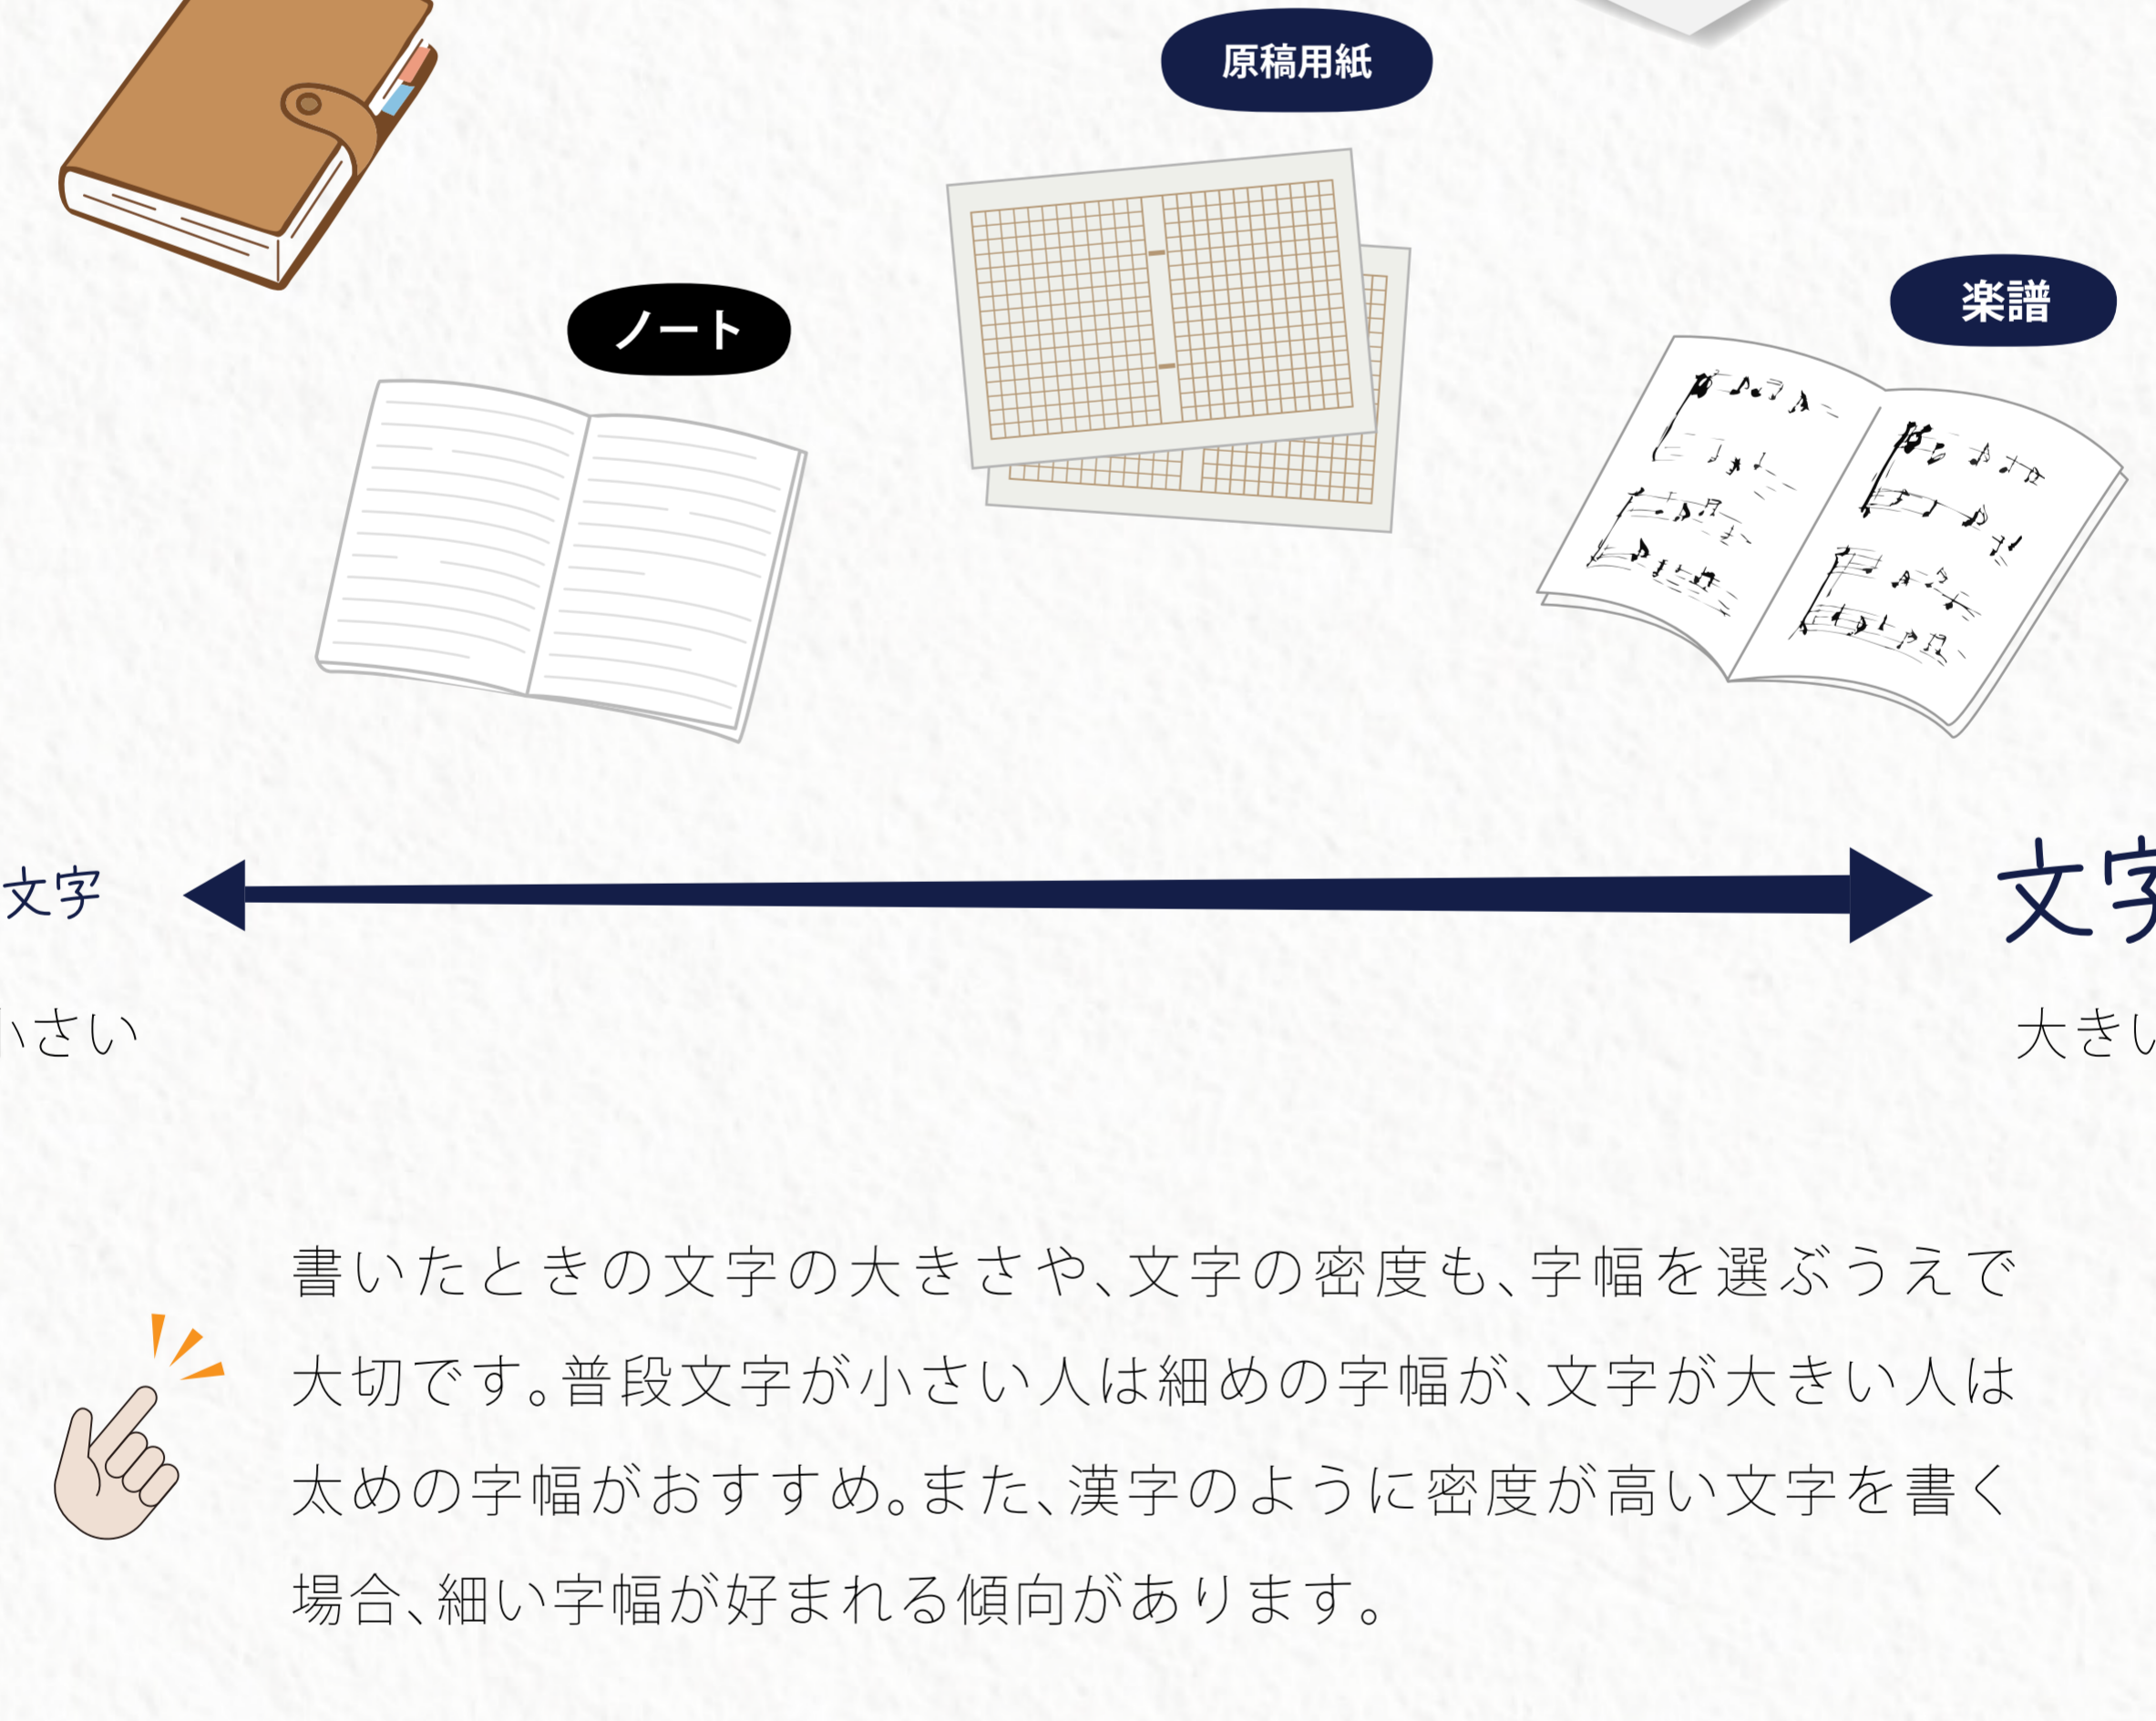 原稿用紙
楽譜
ノート
文字
文字
小さい
大きい
書いたときの文字の大きさや、文字の密度も、字幅を選ぶうえで
大切です。普段文字が小さい人は細めの字幅が、文字が大きい人は
太めの字幅がおすすめ。また、漢字のように密度が高い文字を書く
場合、細い字幅が好まれる傾向があります。